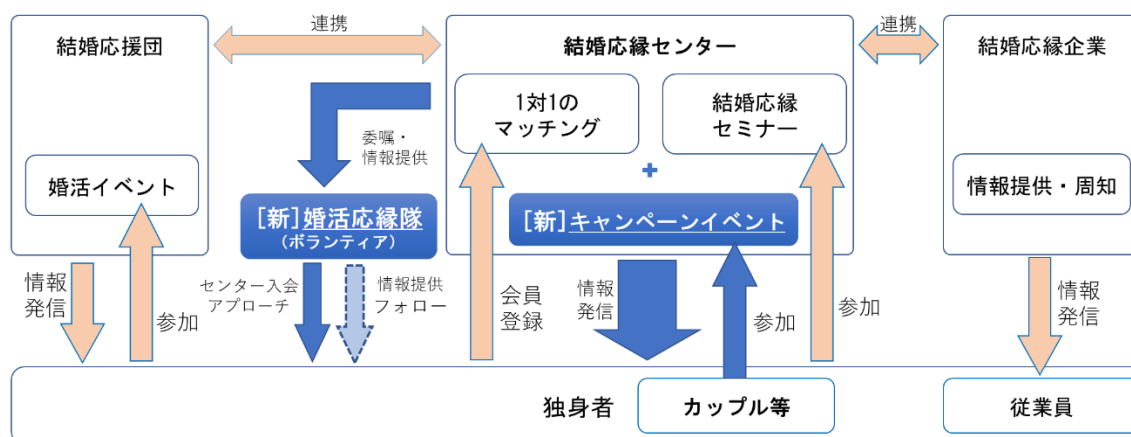 連携
連携
結婚応援団
結婚応縁センター
結婚応縁企業
1対1の
マッチング
結婚応縁
セミナー
委嘱・
情報提供
婚活イベント
+
情報提供・周知
[新]婚活応縁隊
(ボランティア)
[新]キャンペーンイベント
情報
発信
参加
センター入会
アプローチ
情報提供
フォロー
会員
登録
情報
発信
参加
参加
情報
発信
独身者
カップル等
従業員